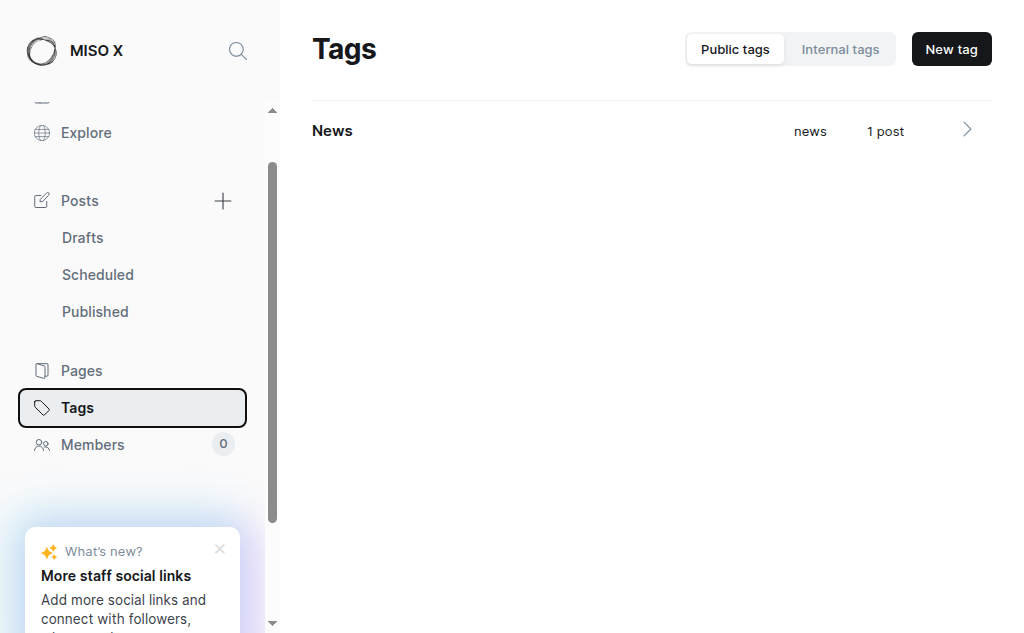 MISO X
Explore
Posts
Drafts
Scheduled
Published
Pages
Tags
Members
0
What's new?
More staff social links
Add more social links and
connect with followers,
Tags
Public tags
Internal tags
New tag
News
news
1 post